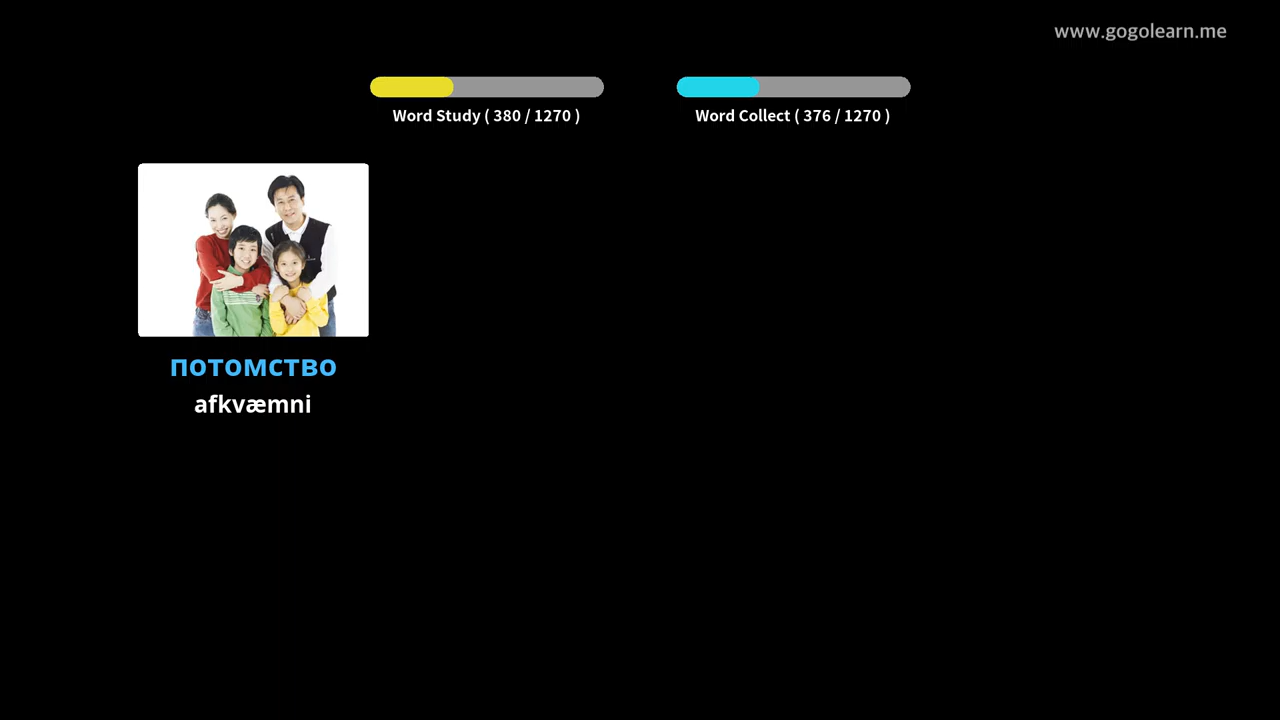 www.gogolearn.me
Word Study ( 380 / 1270 )
Word Collect ( 376 / 1270 )
потомство
afkvæmni